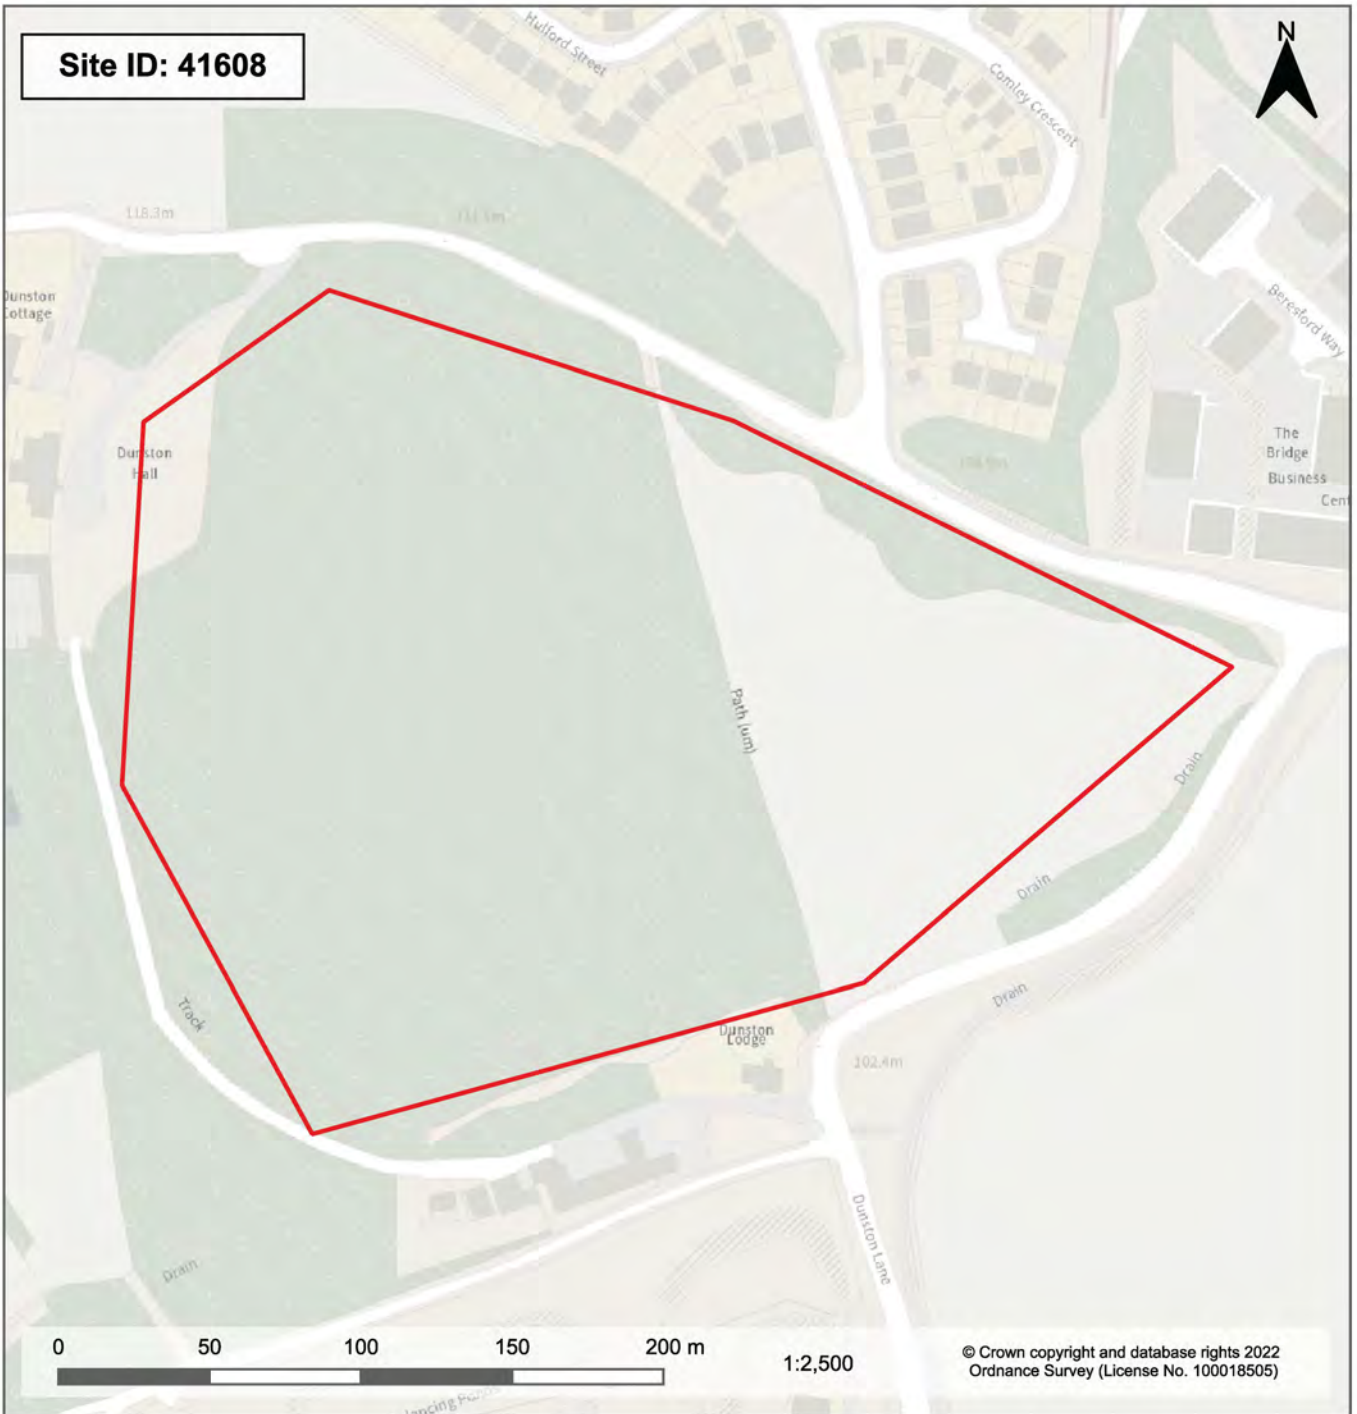 Site ID: 41608
N
Hulford Street
Comley Crescent
118.3m
Dunston
Cottage
Beresford Way
Dunston
Hall
The
Bridge
Business
Cent
Path (um)
Drain
Drain
Drain
Track
Dunston
Lodge
102.4m
Dunston Lane
Drain
0 50 100 150 200 m
1:2,500
© Crown copyright and database rights 2022
Ordnance Survey (License No. 100018505)